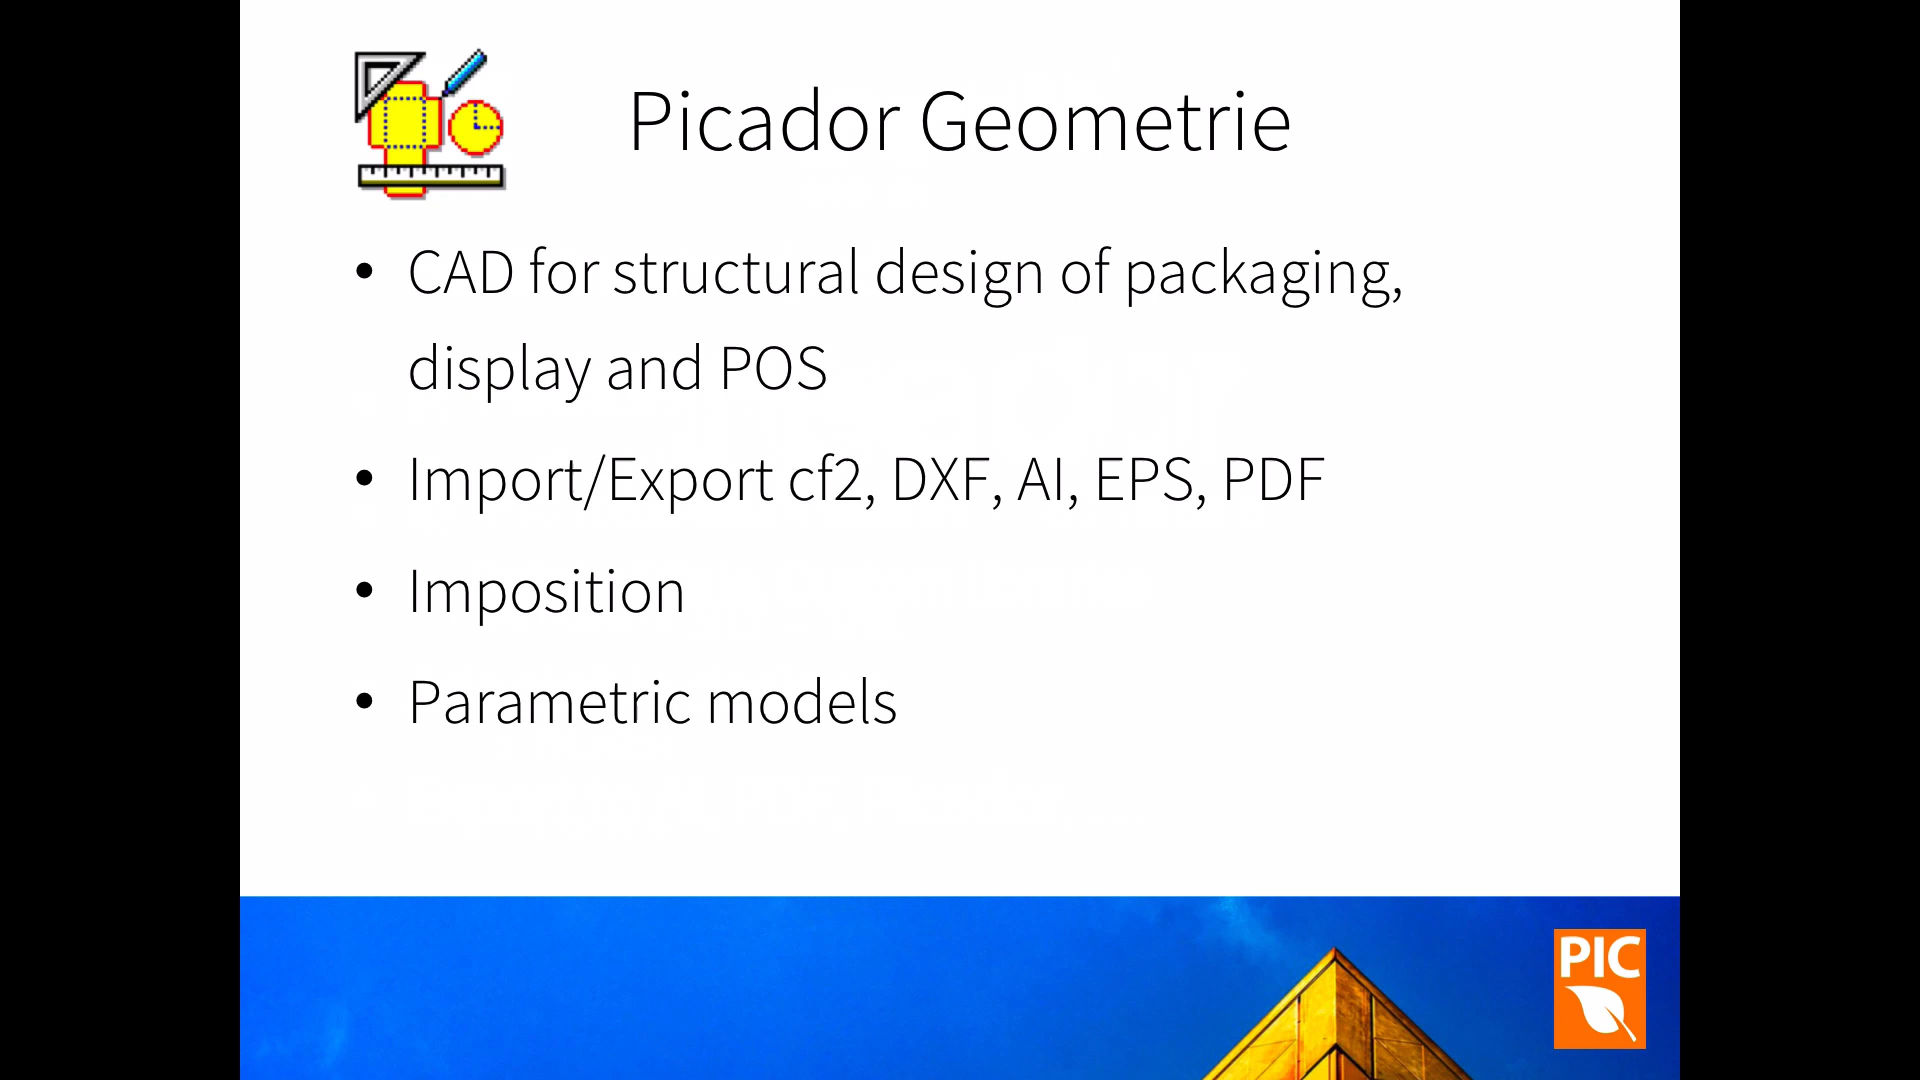 Picador Geometrie
• CAD for structural design of packaging,
display and POS
• Import/Export cf2, DXF, AI, EPS, PDF
• Imposition
• Parametric models
PIC